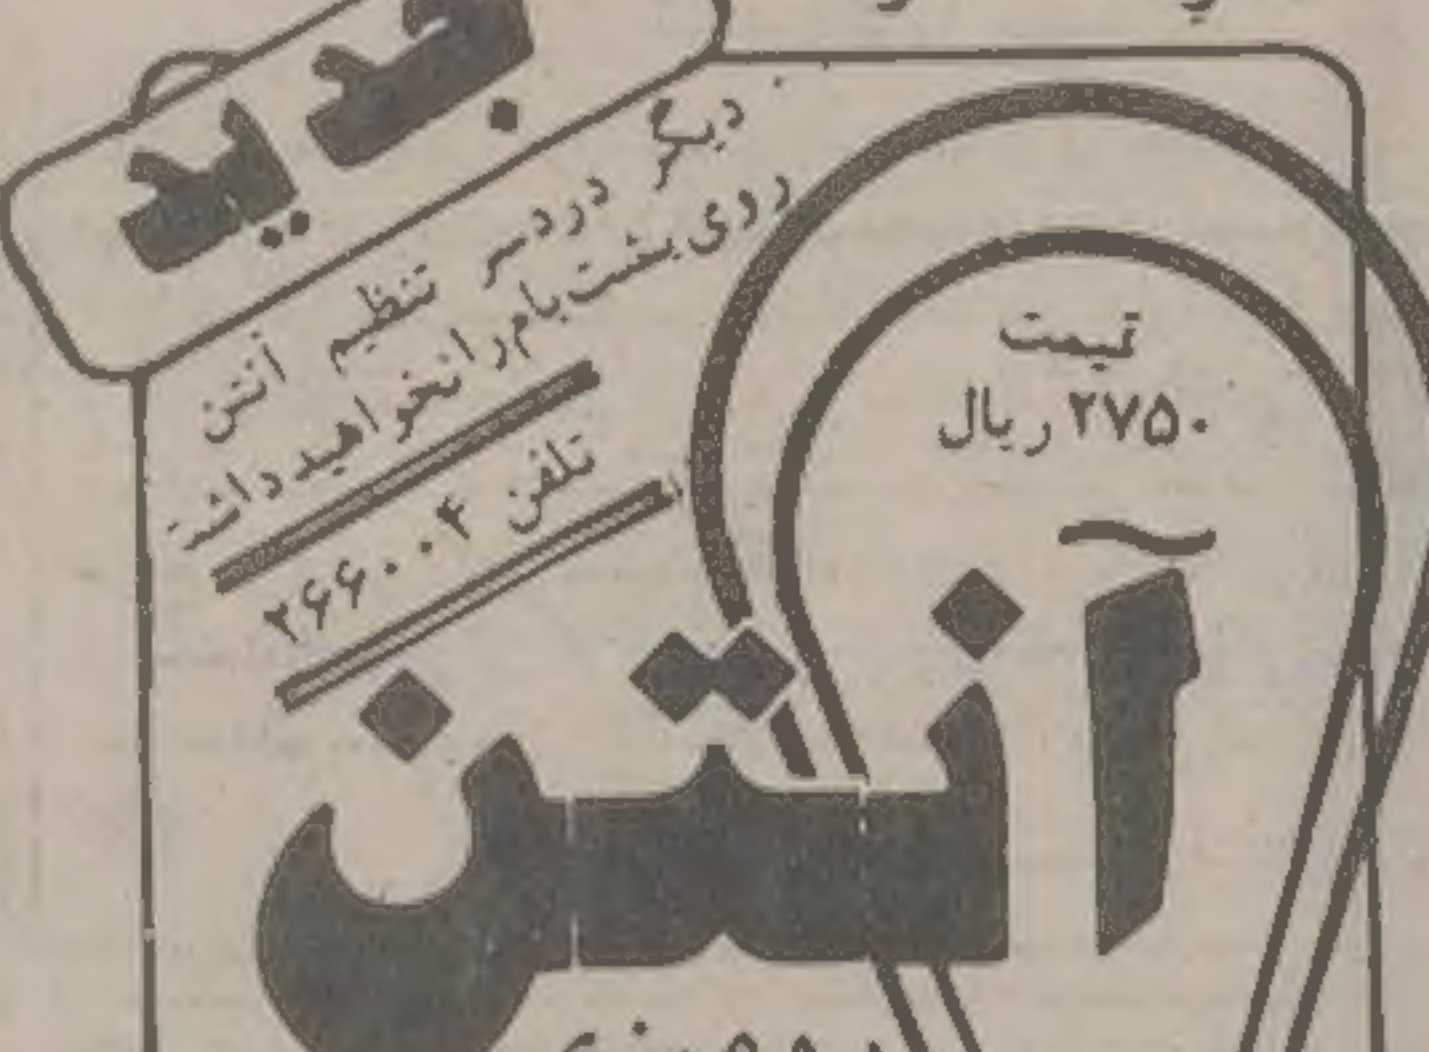 جدید
دیگر دردسر تنظیم آنتن
روی پشت بام را نخواهید داشت
تلفن ۲۶۶۰۰۴
قیمت
۲۷۵۰ ریال
آنتن